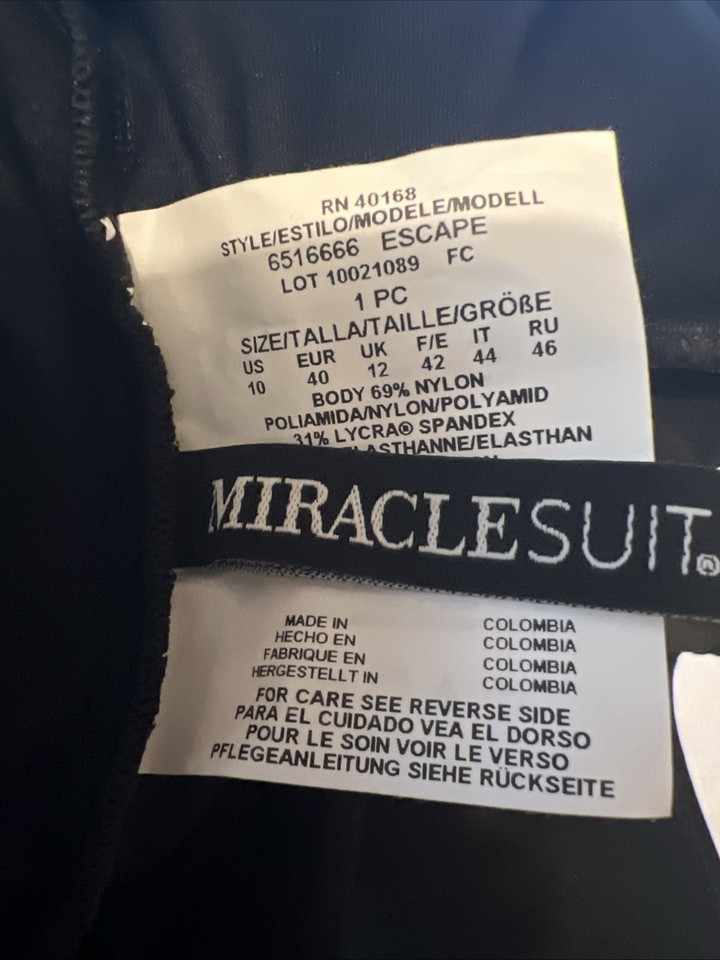 RN 40168
STYLE/ESTILO/MODELE/MODELL
6516666 ESCAPE
LOT 10021089 FC
1 PC
SIZE/TALLA/TAILLE/GRÖßE
US EUR UK F/E IT RU
10 40 12 42 44 46
BODY 69% NYLON
POLIAMIDA/NYLON/POLYAMID
31% LYCRA® SPANDEX
LASTHANNE/ELASTHAN
MIRACLESUIT®
MADE IN COLOMBIA
HECHO EN COLOMBIA
FABRIQUE EN COLOMBIA
HERGESTELLT IN COLOMBIA
FOR CARE SEE REVERSE SIDE
PARA EL CUIDADO VEA EL DORSO
POUR LE SOIN VOIR LE VERSO
PFLEGEANLEITUNG SIEHE RÜCKSEITE